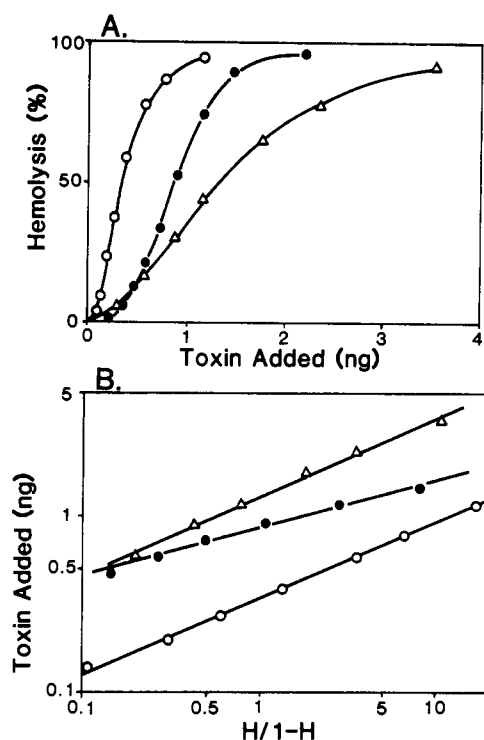 A.
100
50
0
Hemolysis (%)
0 1 2 3 4
Toxin Added (ng)
B.
5
1
0.5
0.1
Toxin Added (ng)
0.1 0.5 1 5 10
H/1-H